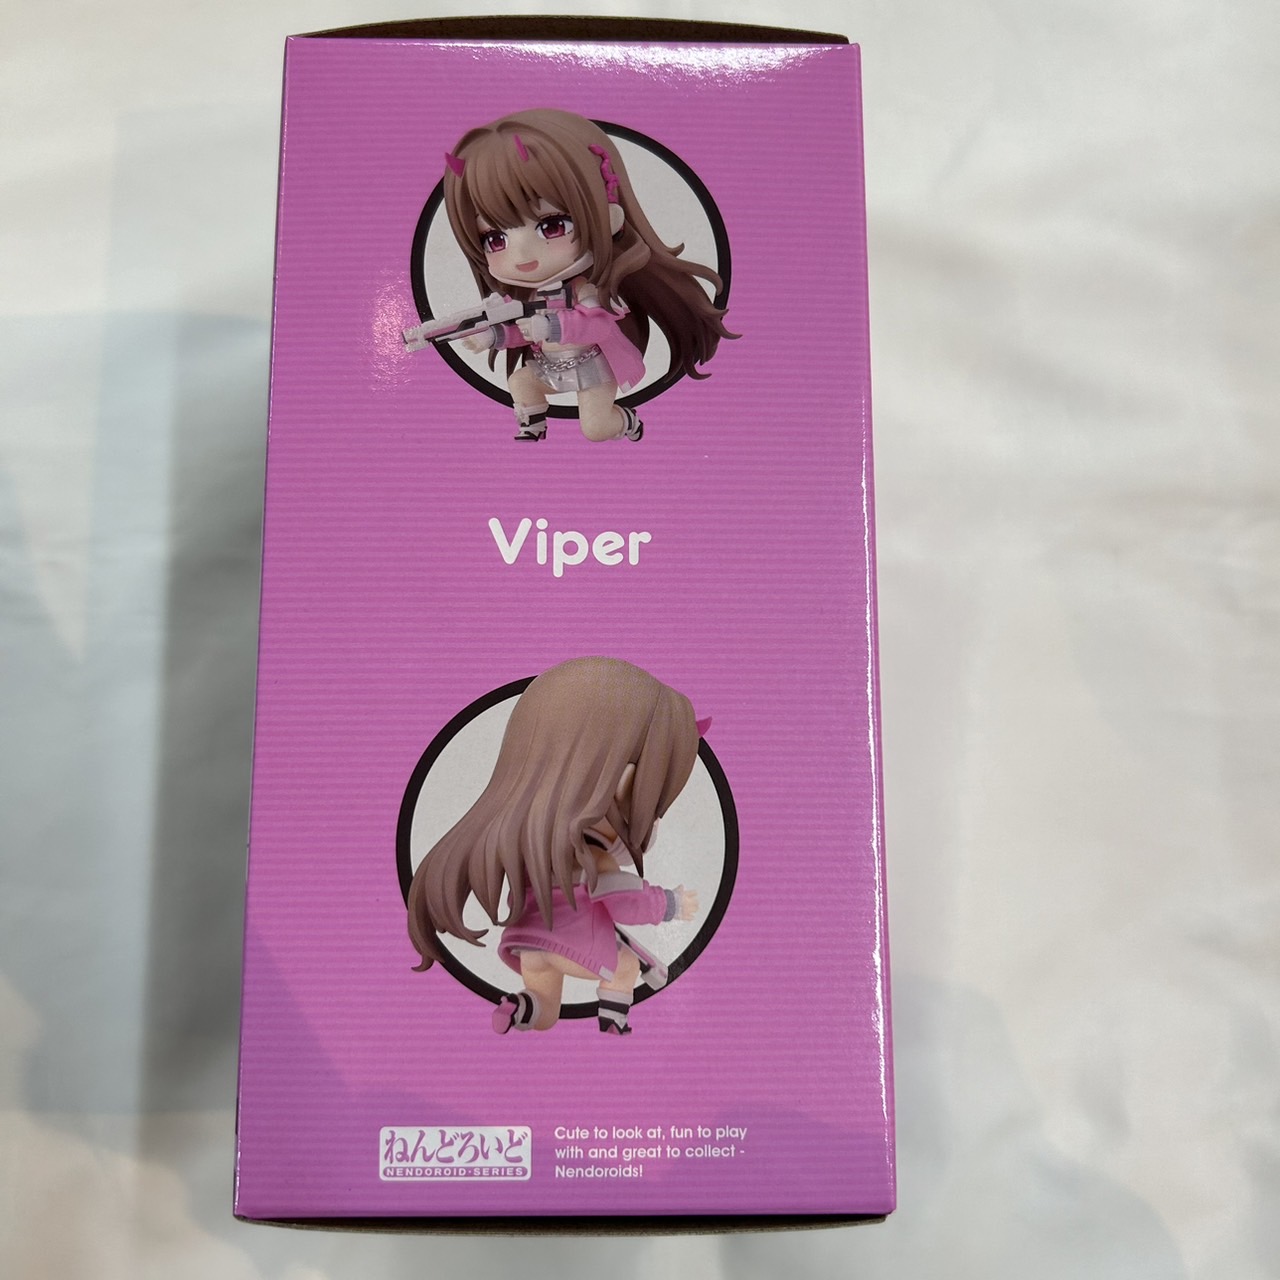 Viper
ねんどろいど
NENDOROID·SERIES
Cute to look at, fun to play
with and great to collect -
Nendoroids!